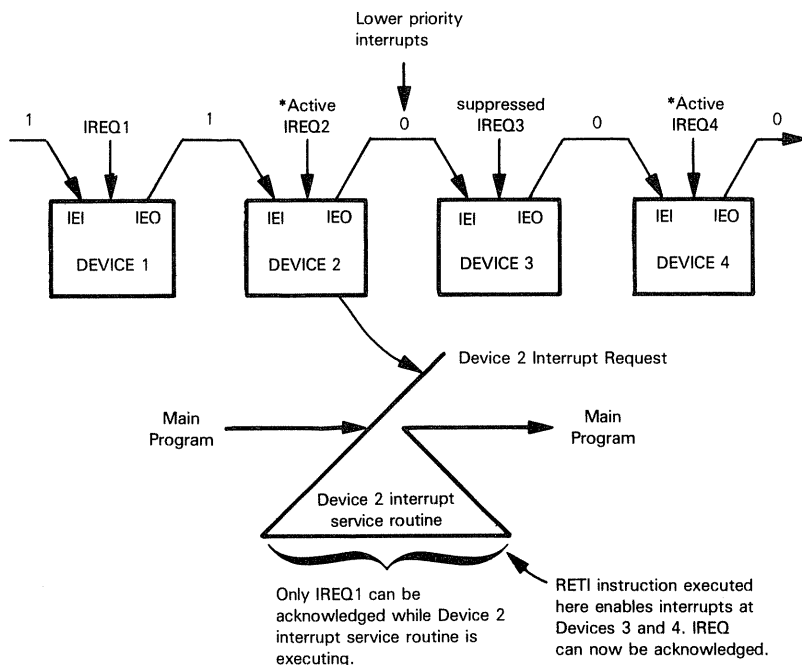 Lower priority
interrupts
1
IREQ1
1
*Active
IREQ2
0
suppressed
IREQ3
0
*Active
IREQ4
0
IEI IEO
DEVICE 1
IEI IEO
DEVICE 2
IEI IEO
DEVICE 3
IEI IEO
DEVICE 4
Device 2 Interrupt Request
Main
Program
Main
Program
Device 2 interrupt
service routine
Only IREQ1 can be
acknowledged while Device 2
interrupt service routine is
executing.
RETI instruction executed
here enables interrupts at
Devices 3 and 4. IREQ
can now be acknowledged.